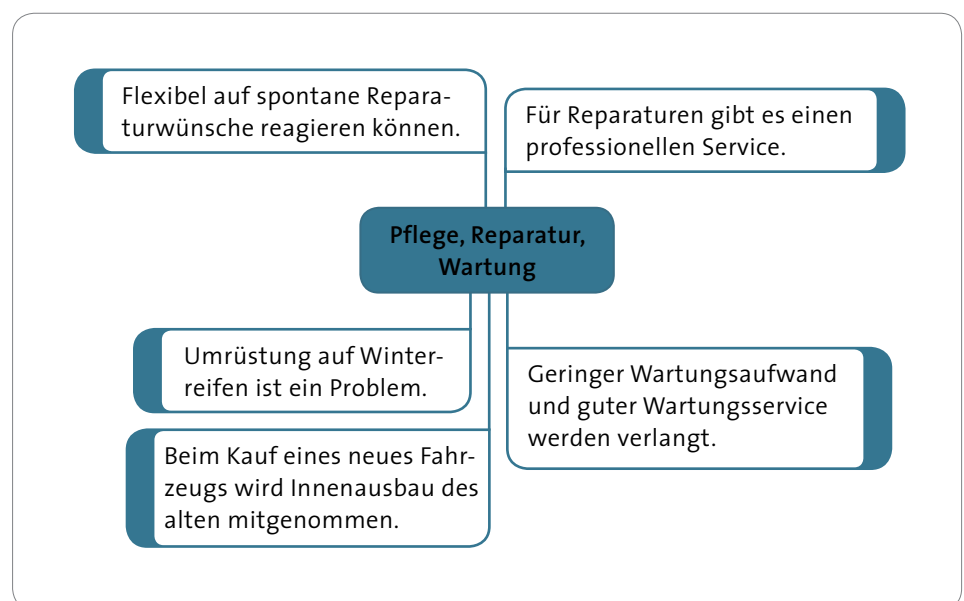 Flexibel auf spontane Repara-
turwünsche reagieren können.
Für Reparaturen gibt es einen
professionellen Service.
Pflege, Reparatur,
Wartung
Umrüstung auf Winter-
reifen ist ein Problem.
Geringer Wartungsaufwand
und guter Wartungsservice
werden verlangt.
Beim Kauf eines neues Fahr-
zeugs wird Innenausbau des
alten mitgenommen.